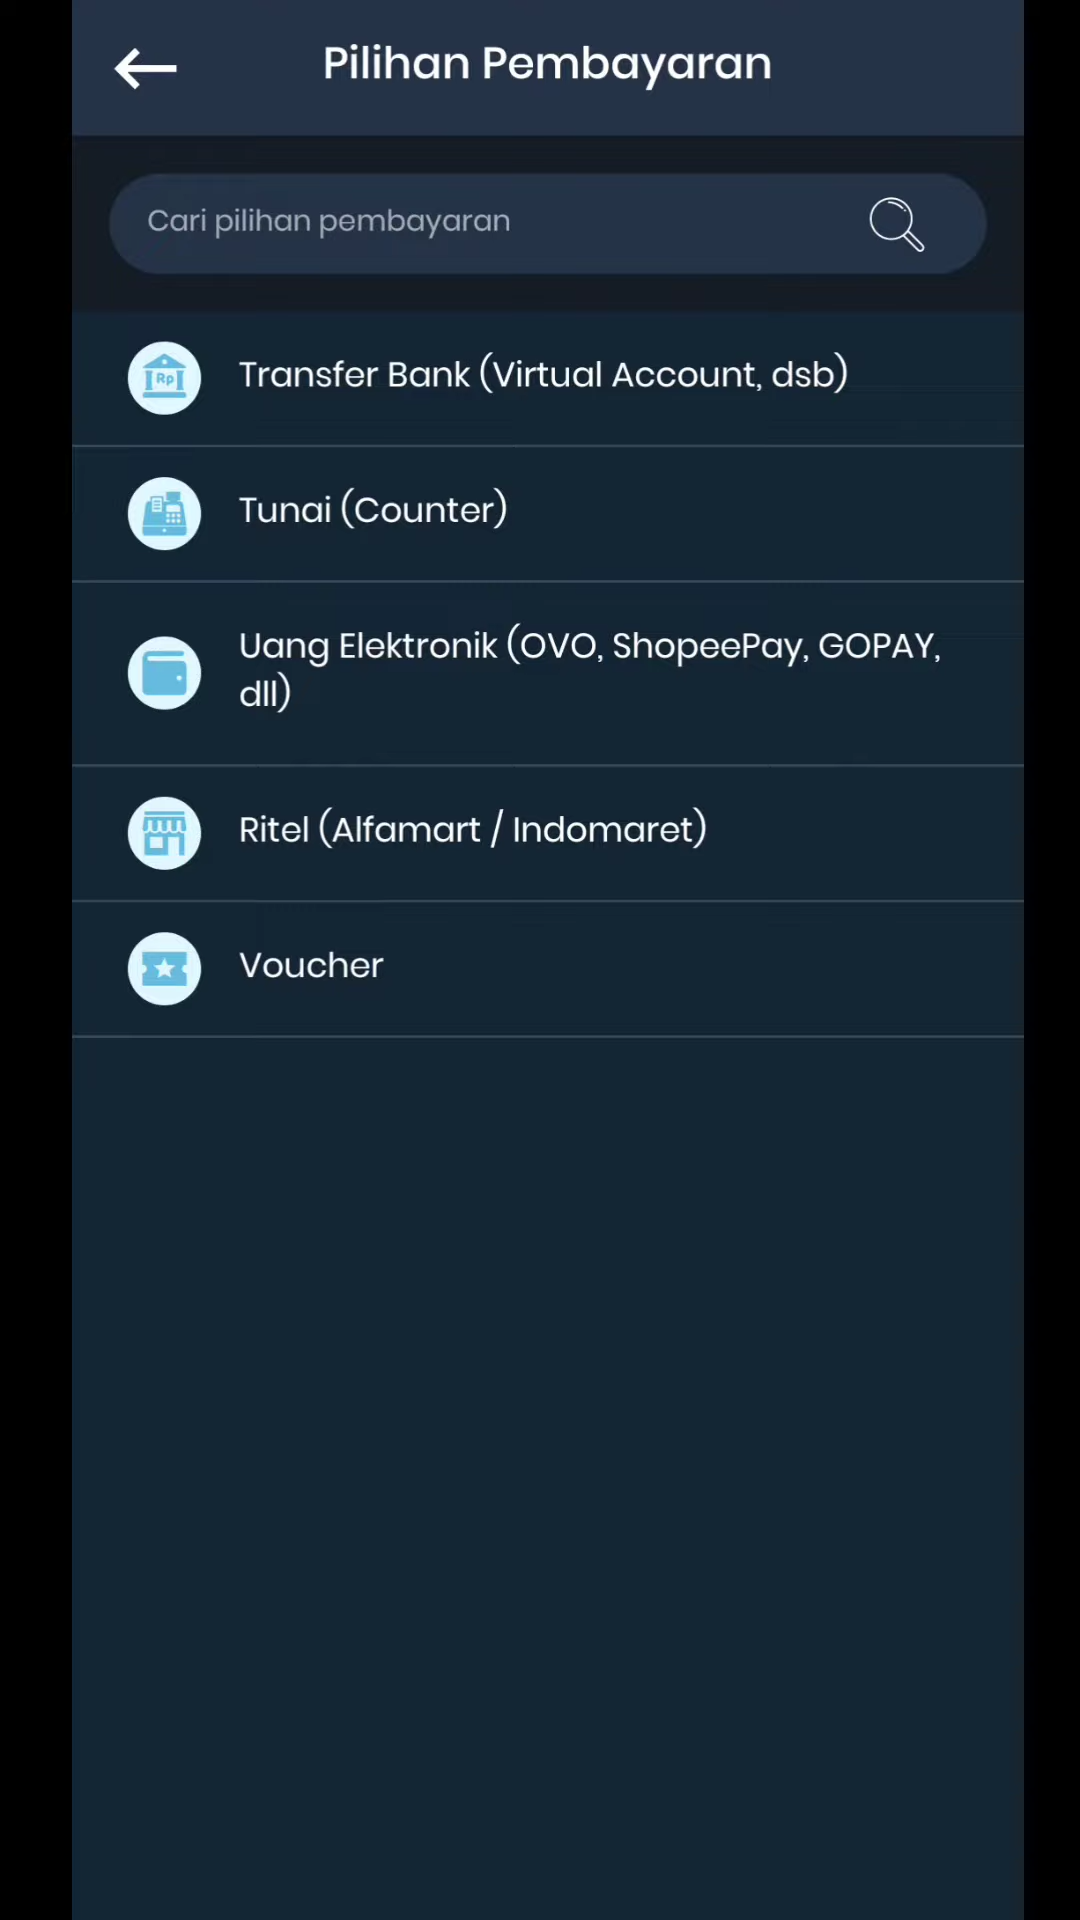 Pilihan Pembayaran
Cari pilihan pembayaran
Rp
Transfer Bank (Virtual Account, dsb)
Tunai (Counter)
Uang Elektronik (OVO, ShopeePay, GOPAY,
dll)
Ritel (Alfamart / Indomaret)
Voucher